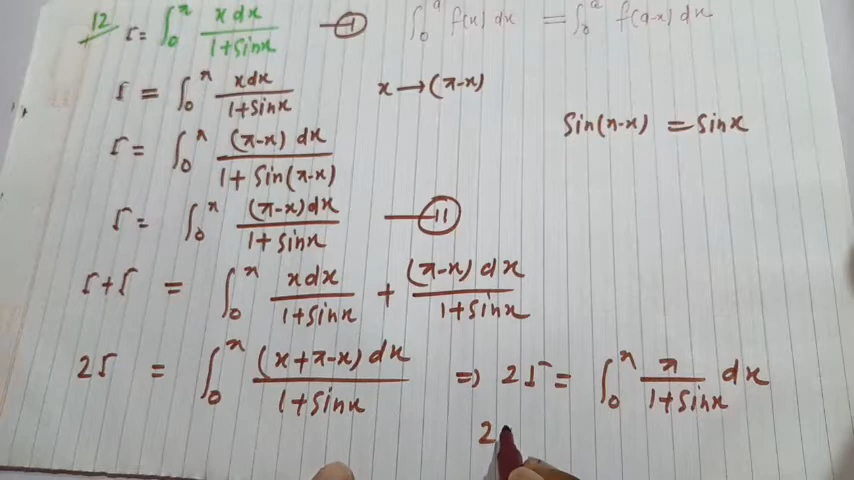 12 I = ∫₀^π x dx / 1+sinx —(I) ∫₀^a f(x) dx = ∫₀^a f(a-x) dx
I = ∫₀^π x dx / 1+sinx x → (π-x)
sin(π-x) = sinx
I = ∫₀^π (π-x) dx / 1+sin(π-x)
I = ∫₀^π (π-x) dx / 1+sinx —(II)
I+I = ∫₀^π x dx / 1+sinx + (π-x) dx / 1+sinx
2I = ∫₀^π (x+π-x) dx / 1+sinx ⇒ 2I = ∫₀^π π / 1+sinx dx
2